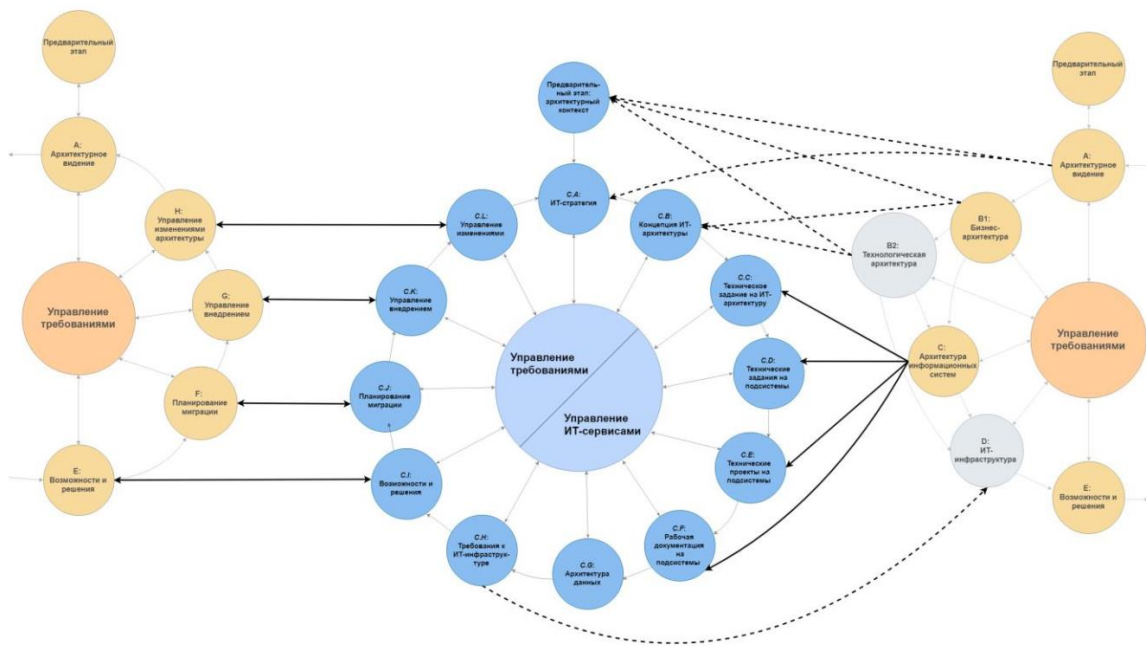 Предварительный
этап
A:
Архитектурное
видение
H:
Управление
изменениями
архитектуры
G:
Управление
внедрением
Управление
требованиями
F:
Планирование
миграции
E:
Возможности и
решения
Предваритель-
ный этап:
архитектурный
контекст
C.A:
ИТ-стратегия
C.B:
Концепция ИТ-
архитектуры
C.C:
Техническое
задание на ИТ-
архитектуру
C.D:
Технические
задания на
подсистемы
C.E:
Технические
проекты на
подсистемы
C.F:
Рабочая
документация
на
подсистемы
C.G:
Архитектура
данных
C.H:
Требования к
ИТ-инфраструк-
туре
C.I:
Возможности и
решения
C.J:
Планирование
миграции
C.K:
Управление
внедрением
C.L:
Управление
изменениями
Управление
требованиями
Управление
ИТ-сервисами
Предварительный
этап
A:
Архитектурное
видение
B1:
Бизнес-
архитектура
B2:
Технологическая
архитектура
Управление
требованиями
C:
Архитектура
информационных
систем
D:
ИТ-
инфраструктура
E:
Возможности и
решения